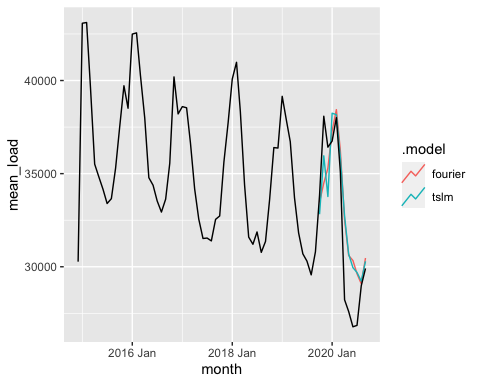 40000
35000
30000
mean_load
2016 Jan
2018 Jan
2020 Jan
month
.model
fourier
tslm